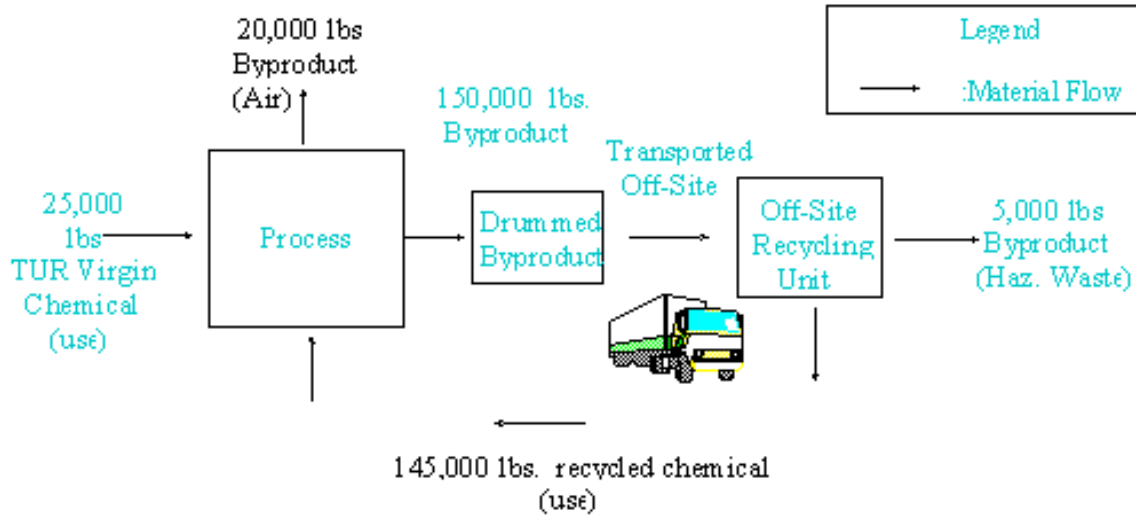 20,000 lbs
Byproduct
(Air)
150,000 lbs.
Byproduct
Legend
:Material Flow
Transported
Off-Site
25,000
lbs
TUR Virgin
Chemical
(use)
Process
Drummed
Byproduct
Off-Site
Recycling
Unit
5,000 lbs
Byproduct
(Haz. Waste)
145,000 lbs. recycled chemical
(use)